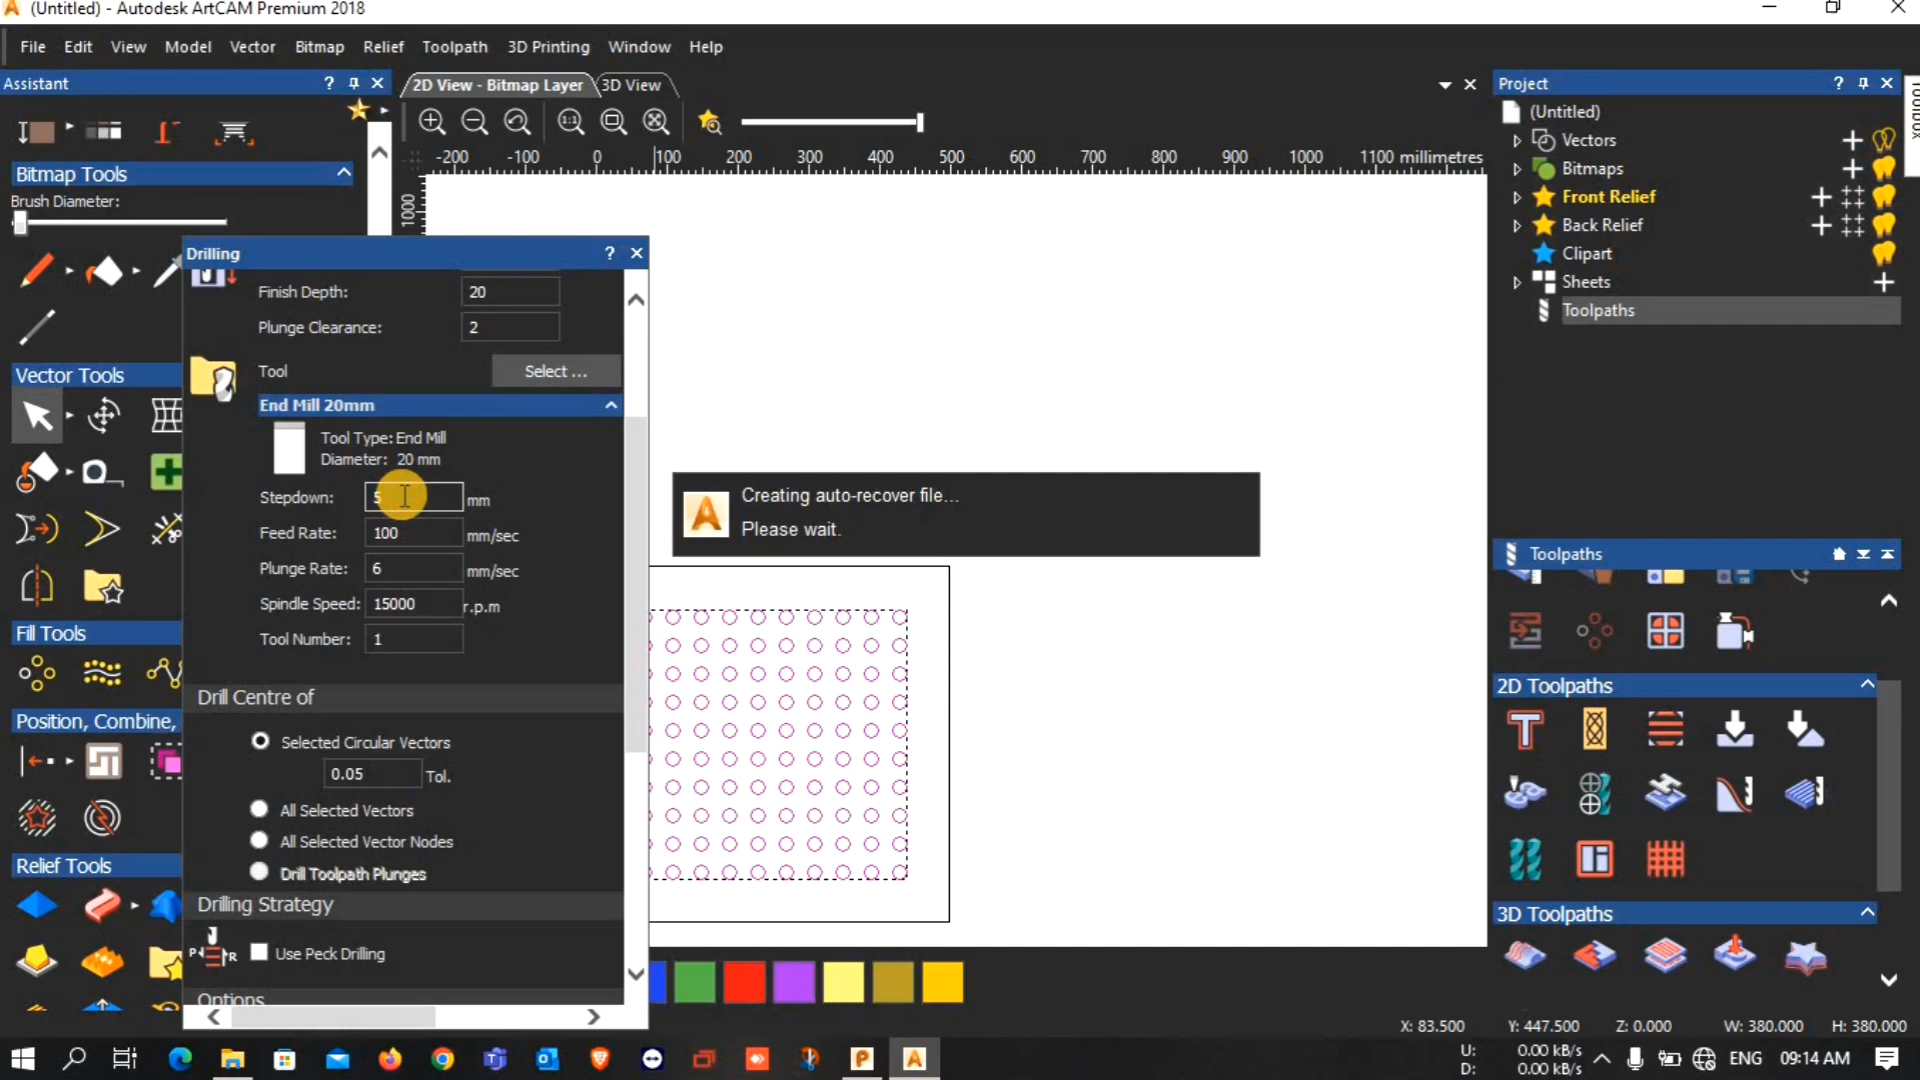 (Untitled) - Autodesk ArtCAM Premium 2018
File Edit View Model Vector Bitmap Relief Toolpath 3D Printing Window Help
Assistant ?
2D View - Bitmap Layer 3D View
Project ?
(Untitled)
Vectors
Bitmaps
Front Relief
Back Relief
Clipart
Sheets
Toolpaths
Bitmap Tools
Brush Diameter:
1:1
-200 -100 0 100 200 300 400 500 600 700 800 900 1000 1100 millimetres
1000
Drilling ?
Finish Depth: 20
Plunge Clearance: 2
Tool Select ...
End Mill 20mm
Tool Type: End Mill
Diameter: 20 mm
Stepdown: 5 mm
Feed Rate: 100 mm/sec
Plunge Rate: 6 mm/sec
Spindle Speed: 15000 r.p.m
Tool Number: 1
Drill Centre of
Selected Circular Vectors
0.05 Tol.
All Selected Vectors
All Selected Vector Nodes
Drill Toolpath Plunges
Drilling Strategy
Use Peck Drilling
Options
Creating auto-recover file...
Please wait.
Vector Tools
Fill Tools
Position, Combine,
Relief Tools
Toolpaths
2D Toolpaths
3D Toolpaths
X: 83.500 Y: 447.500 Z: 0.000 W: 380.000 H: 380.000
U: 0.00 kB/s
D: 0.00 kB/s
ENG 09:14 AM